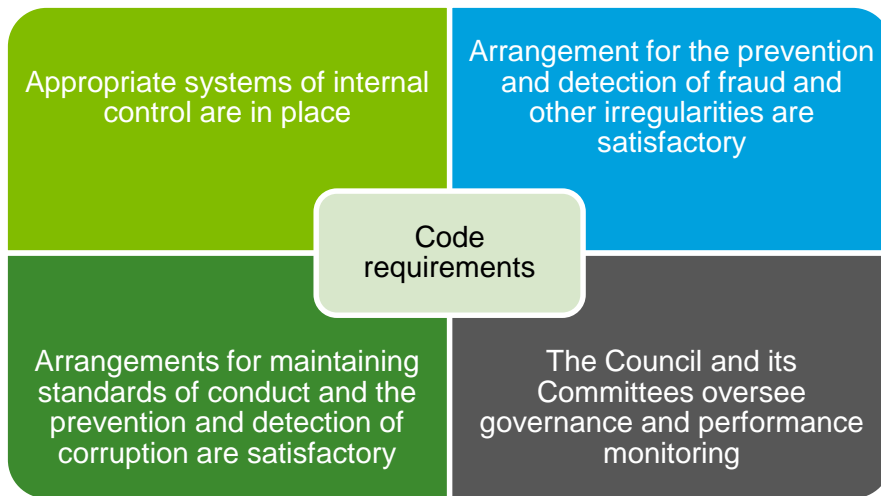 Appropriate systems of internal
control are in place
Arrangement for the prevention
and detection of fraud and
other irregularities are
satisfactory
Code
requirements
Arrangements for maintaining
standards of conduct and the
prevention and detection of
corruption are satisfactory
The Council and its
Committees oversee
governance and performance
monitoring